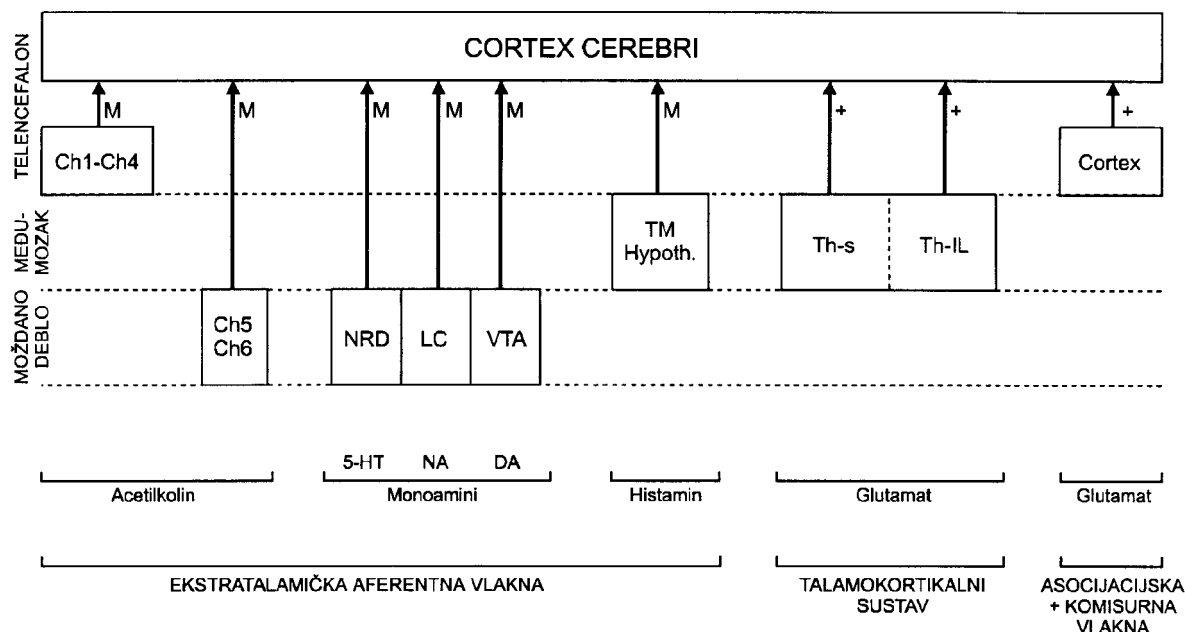 CORTEX CEREBRI
TELENCEFALON
M
M
M
M
M
M
+
+
+
Ch1-Ch4
Cortex
MEĐU-
MOZAK
TM
Hypoth.
Th-s
Th-IL
MOŽDANO
DEBLO
Ch5
Ch6
NRD
LC
VTA
5-HT
NA
DA
Acetilkolin
Monoamini
Histamin
Glutamat
Glutamat
EKSTRATALAMIČKA AFERENTNA VLAKNA
TALAMOKORTIKALNI
SUSTAV
ASOCIJACIJSKA
+ KOMISURNA
VLAKNA